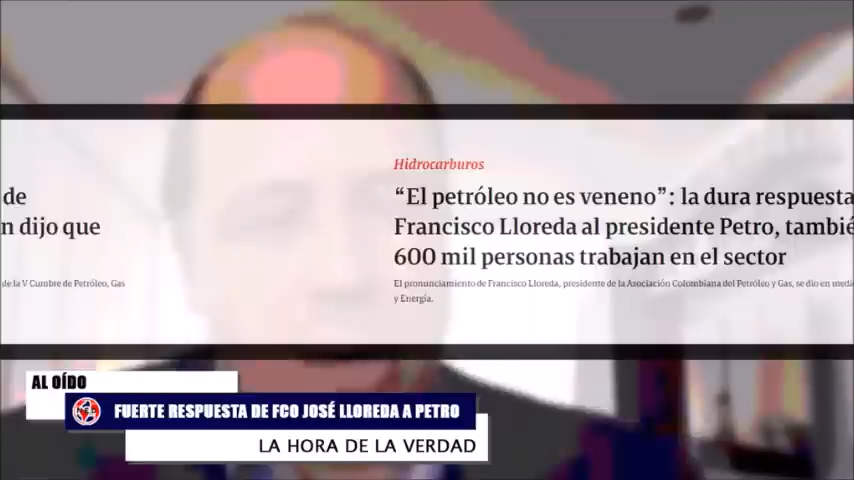 de
n dijo que
de la V Cumbre de Petróleo, Gas
Hidrocarburos
“El petróleo no es veneno”: la dura respuesta
Francisco Lloreda al presidente Petro, tambié
600 mil personas trabajan en el sector
El pronunciamiento de Francisco Lloreda, presidente de la Asociación Colombiana del Petróleo y Gas, se dio en medi
y Energía.
AL OÍDO
FUERTE RESPUESTA DE FCO JOSÉ LLOREDA A PETRO
LA HORA DE LA VERDAD